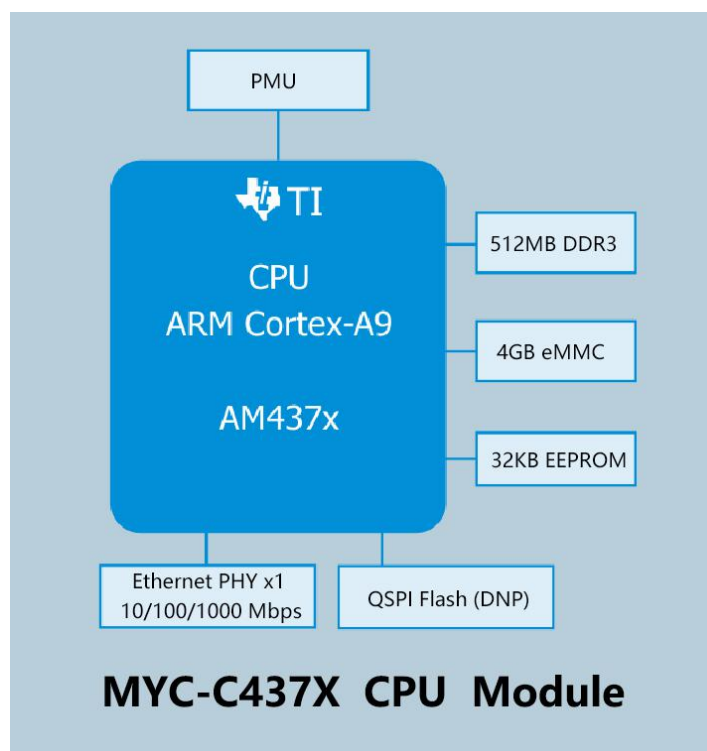 PMU
TI
CPU
ARM Cortex-A9
AM437x
512MB DDR3
4GB eMMC
32KB EEPROM
Ethernet PHY x1
10/100/1000 Mbps
QSPI Flash (DNP)
MYC-C437X CPU Module